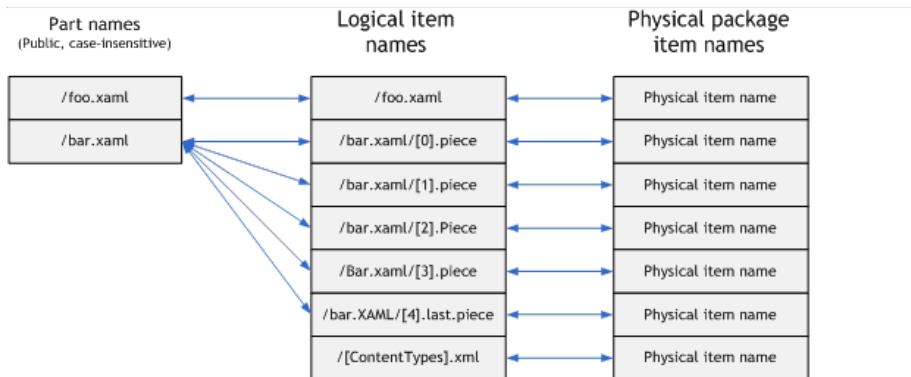 Part names
(Public, case-insensitive)
Logical item
names
Physical package
item names
/foo.xaml
/foo.xaml
Physical item name
/bar.xaml
/bar.xaml/[0].piece
Physical item name
/bar.xaml/[1].piece
Physical item name
/bar.xaml/[2].Piece
Physical item name
/Bar.xaml/[3].piece
Physical item name
/bar.XAML/[4].last.piece
Physical item name
/[ContentTypes].xml
Physical item name